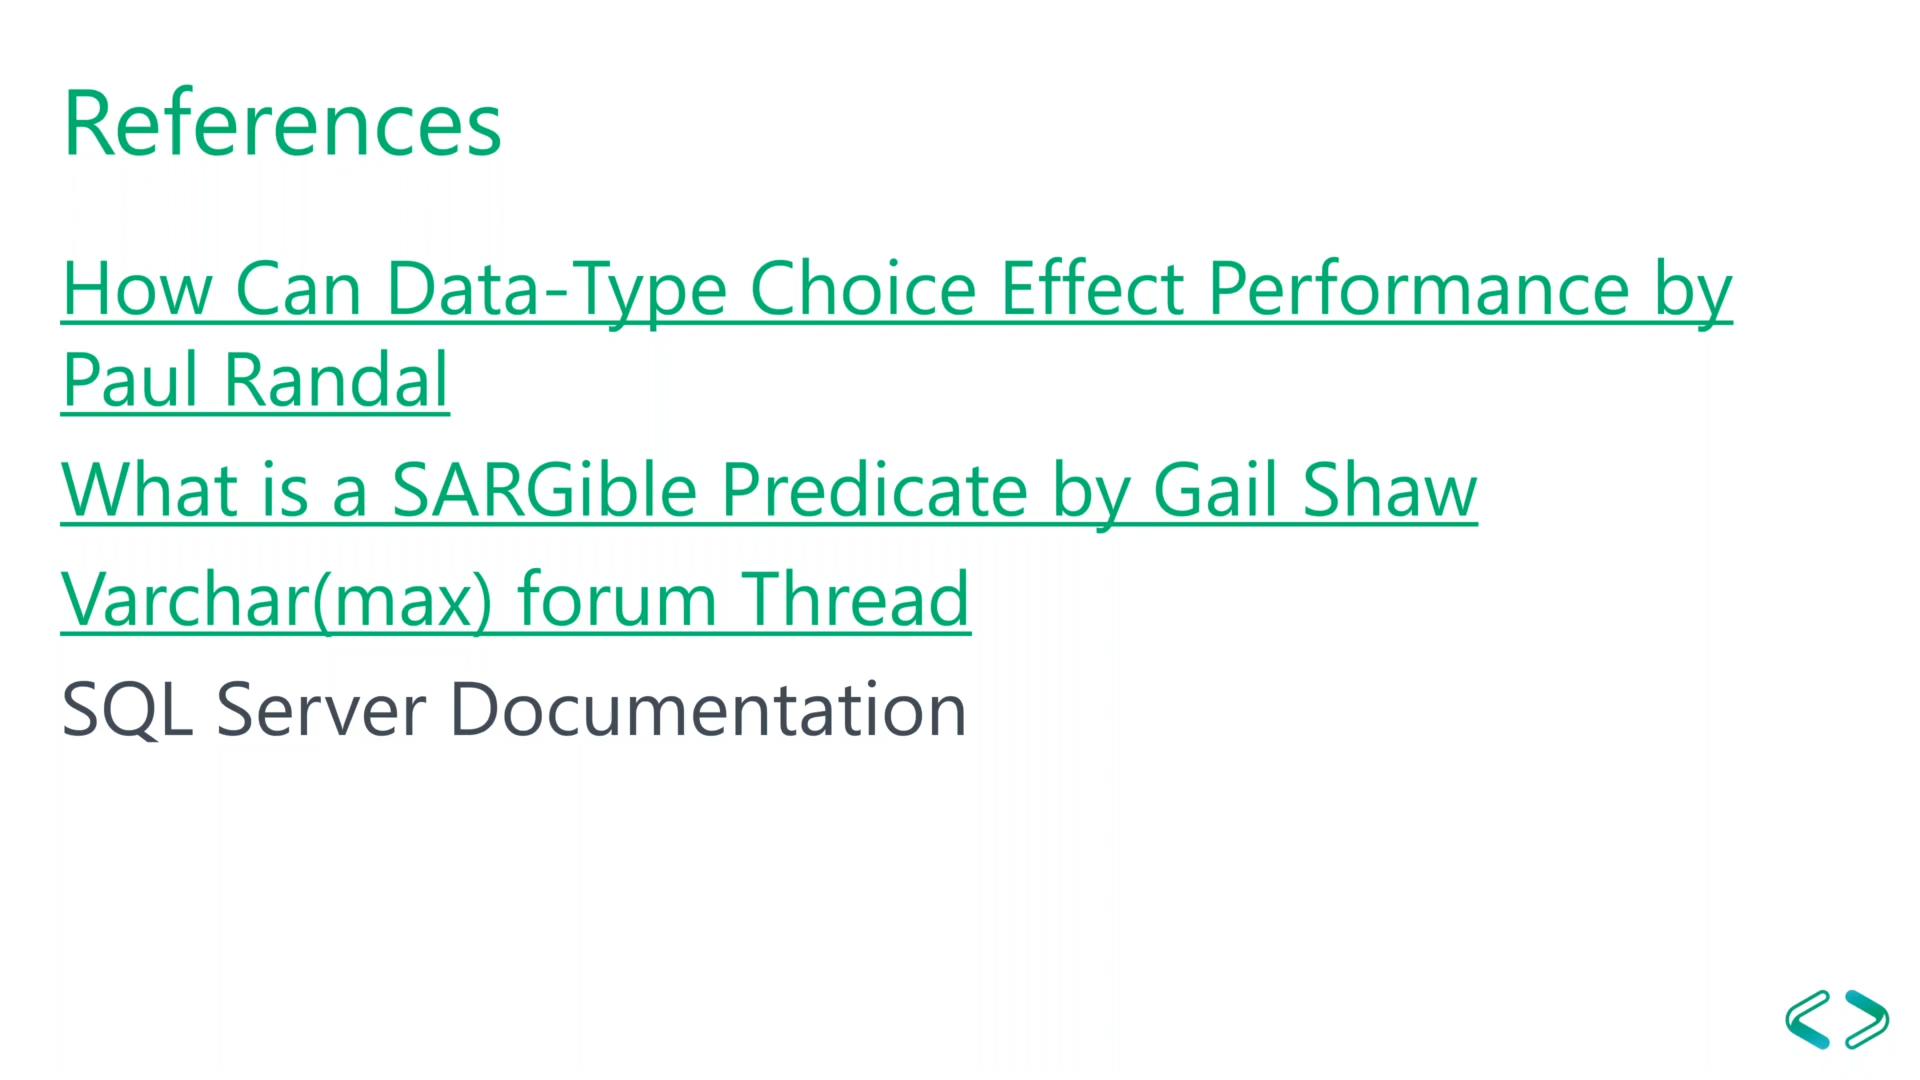 References
How Can Data-Type Choice Effect Performance by
Paul Randal
What is a SARGible Predicate by Gail Shaw
Varchar(max) forum Thread
SQL Server Documentation